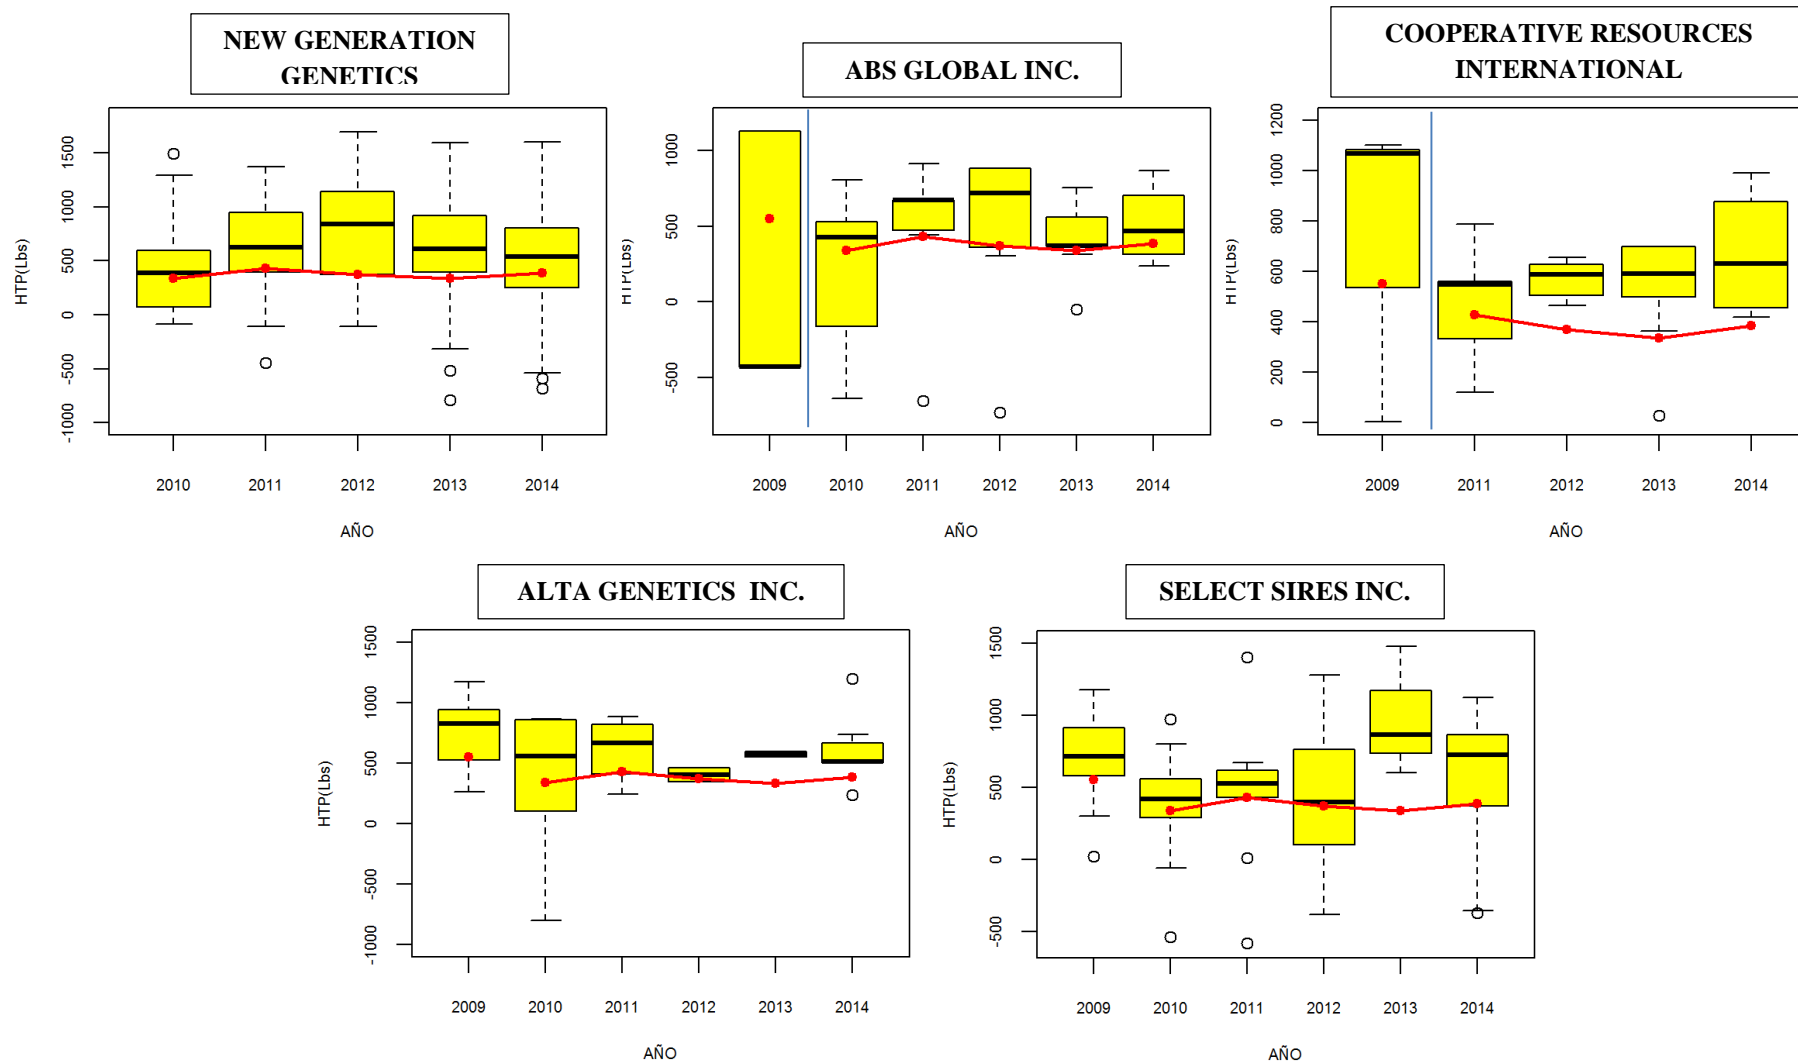 NEW GENERATION
GENETICS
ABS GLOBAL INC.
COOPERATIVE RESOURCES
INTERNATIONAL
HTP(Lbs)
1500
1000
500
0
-500
-1000
2010 2011 2012 2013 2014
AÑO
HTP(Lbs)
1000
500
0
-500
2009 2010 2011 2012 2013 2014
AÑO
HTP(Lbs)
1200
1000
800
600
400
200
0
2009 2011 2012 2013 2014
AÑO
ALTA GENETICS INC.
SELECT SIRES INC.
HTP(Lbs)
1500
1000
500
0
-500
-1000
2009 2010 2011 2012 2013 2014
AÑO
HTP(Lbs)
1500
1000
500
0
-500
2009 2010 2011 2012 2013 2014
AÑO